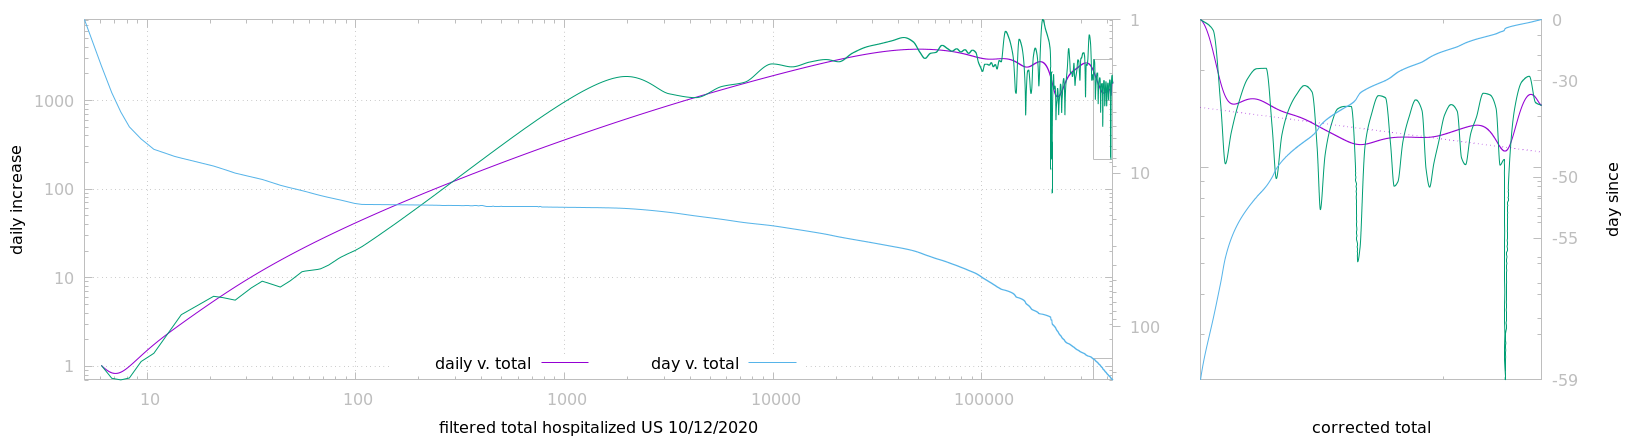 daily increase
1000
100
10
1
10
100
1000
10000
100000
1
10
100
daily v. total
day v. total
filtered total hospitalized US 10/12/2020
0
-30
-50
-55
-59
day since
corrected total